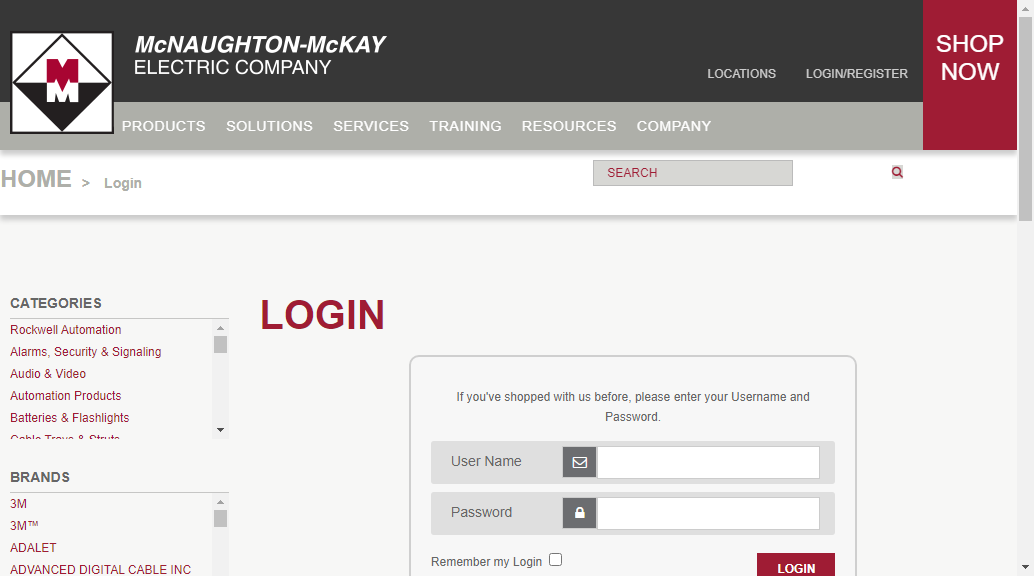 McNAUGHTON-McKAY
ELECTRIC COMPANY
LOCATIONS
LOGIN/REGISTER
SHOP
NOW
PRODUCTS
SOLUTIONS
SERVICES
TRAINING
RESOURCES
COMPANY
HOME > Login
SEARCH
CATEGORIES
Rockwell Automation
Alarms, Security & Signaling
Audio & Video
Automation Products
Batteries & Flashlights
Cable Trays & Struts
BRANDS
3M
3M™
ADALET
ADVANCED DIGITAL CABLE INC
LOGIN
If you've shopped with us before, please enter your Username and
Password.
User Name
Password
Remember my Login
LOGIN